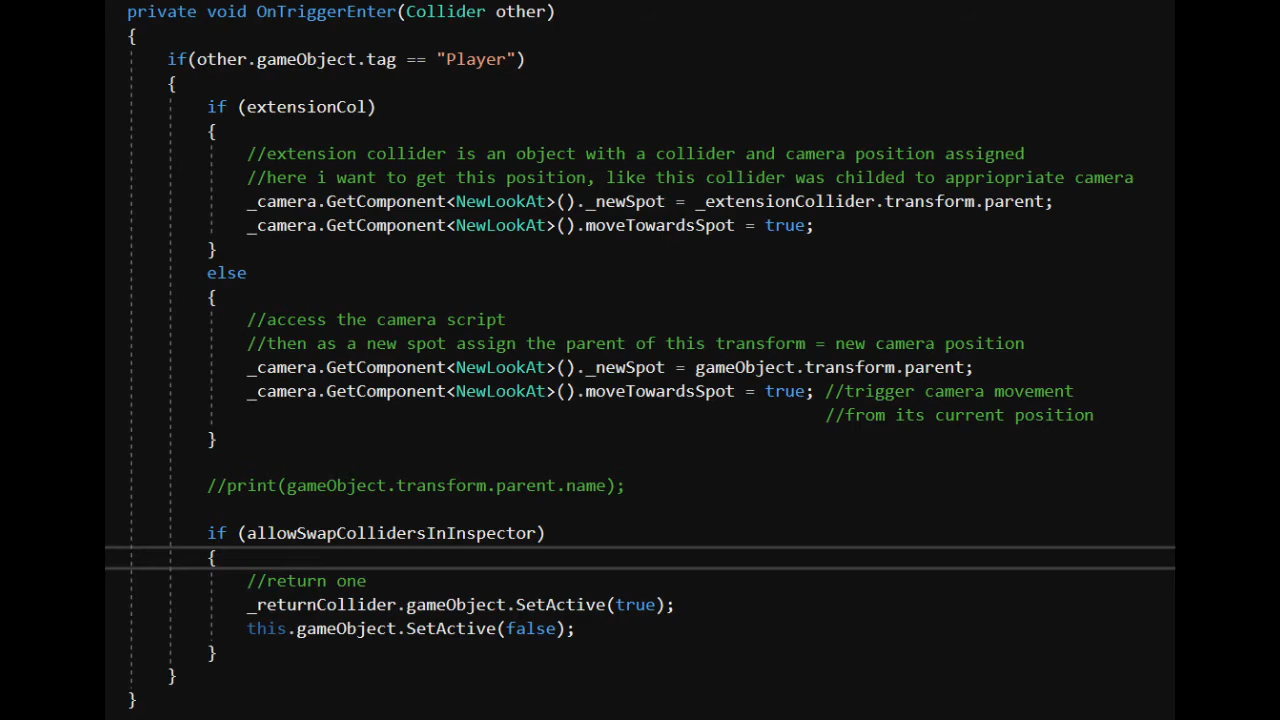 private void OnTriggerEnter(Collider other)
{
if(other.gameObject.tag == "Player")
{
if (extensionCol)
{
//extension collider is an object with a collider and camera position assigned
//here i want to get this position, like this collider was childed to appriopriate camera
_camera.GetComponent<NewLookAt>()._newSpot = _extensionCollider.transform.parent;
_camera.GetComponent<NewLookAt>().moveTowardsSpot = true;
}
else
{
//access the camera script
//then as a new spot assign the parent of this transform = new camera position
_camera.GetComponent<NewLookAt>()._newSpot = gameObject.transform.parent;
_camera.GetComponent<NewLookAt>().moveTowardsSpot = true; //trigger camera movement
//from its current position
}
//print(gameObject.transform.parent.name);
if (allowSwapCollidersInInspector)
{
//return one
_returnCollider.gameObject.SetActive(true);
this.gameObject.SetActive(false);
}
}
}